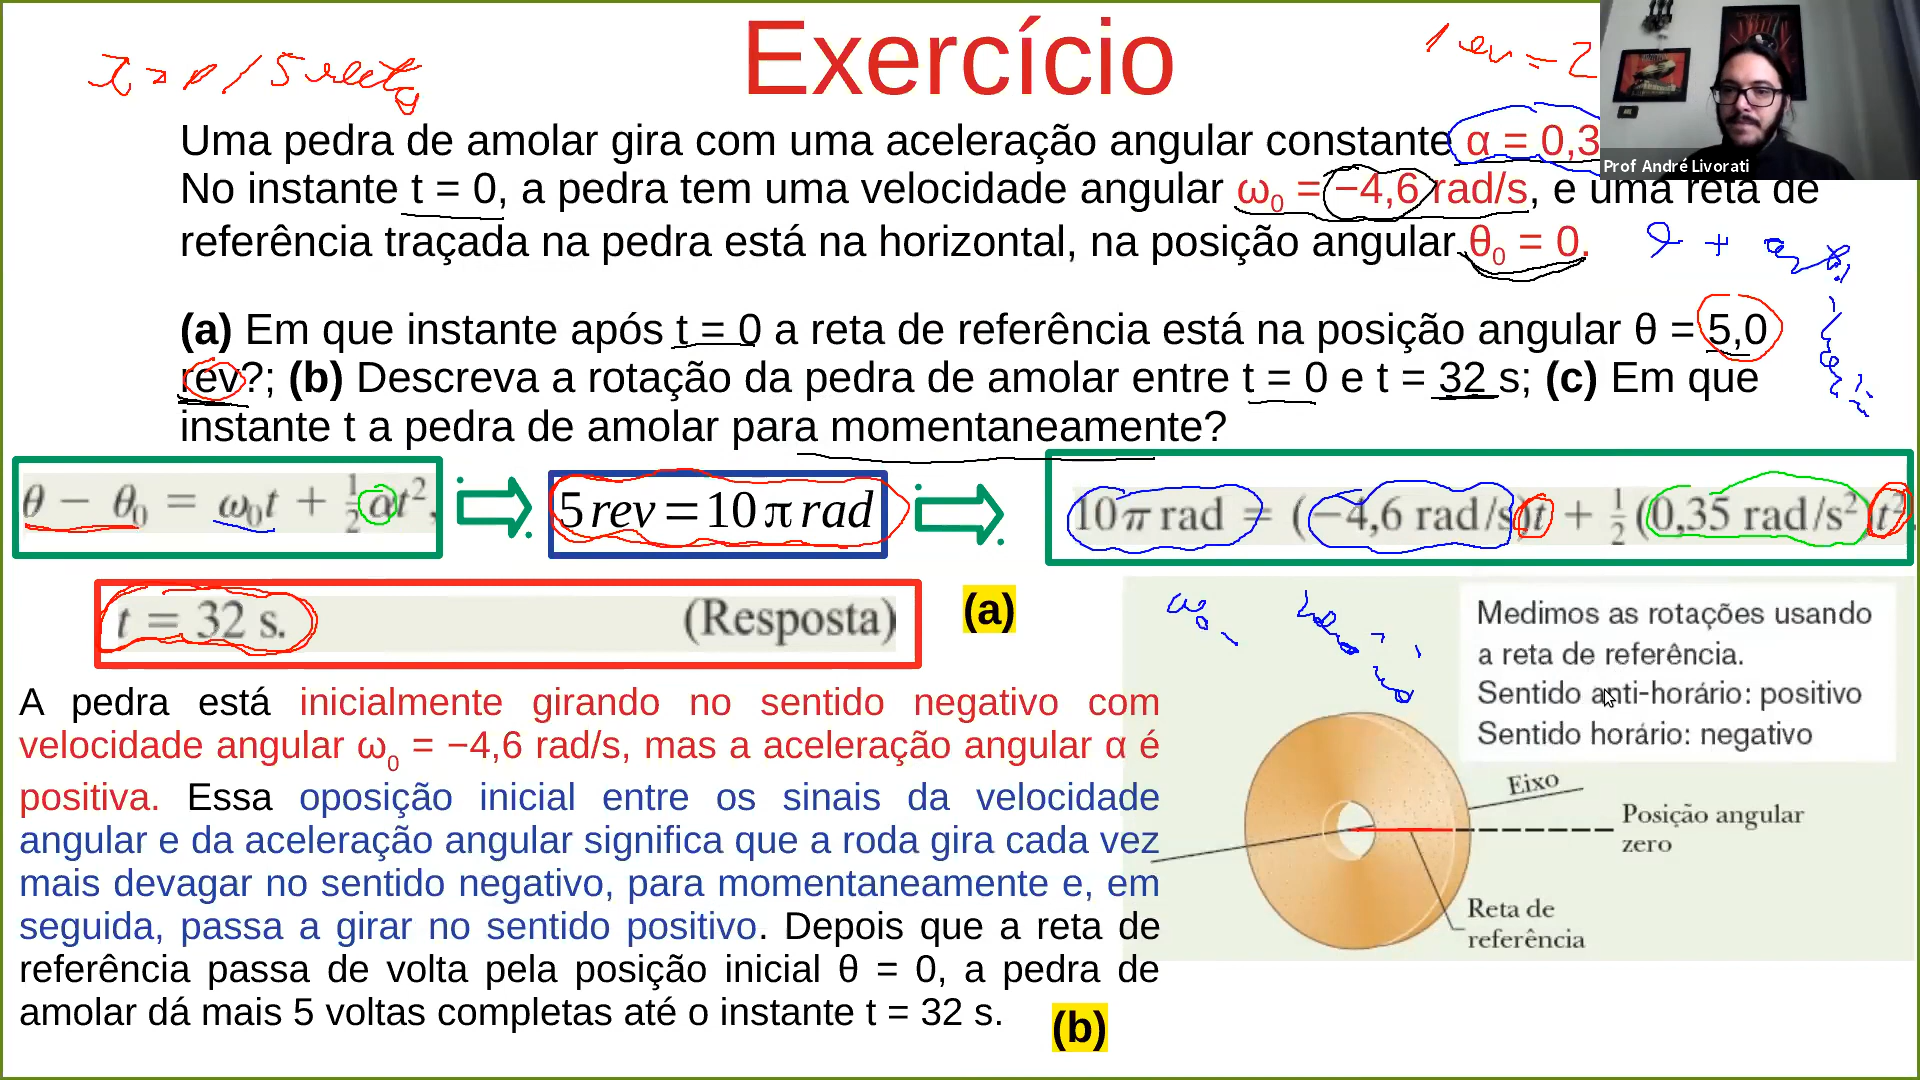 Exercício
1 rev = 2
Uma pedra de amolar gira com uma aceleração angular constante α = 0,3
Prof André Livorati
No instante t = 0, a pedra tem uma velocidade angular ω0 = −4,6 rad/s, e uma reta de
referência traçada na pedra está na horizontal, na posição angular θ0 = 0.
(a) Em que instante após t = 0 a reta de referência está na posição angular θ = 5,0
rev?; (b) Descreva a rotação da pedra de amolar entre t = 0 e t = 32 s; (c) Em que
instante t a pedra de amolar para momentaneamente?
θ − θ0 = ω0t + 1/2 αt²,
5 rev = 10 π rad
10π rad = (−4,6 rad/s)t + 1/2 (0,35 rad/s²)t²
t = 32 s. (Resposta)
(a)
A pedra está inicialmente girando no sentido negativo com
velocidade angular ω0 = −4,6 rad/s, mas a aceleração angular α é
positiva. Essa oposição inicial entre os sinais da velocidade
angular e da aceleração angular significa que a roda gira cada vez
mais devagar no sentido negativo, para momentaneamente e, em
seguida, passa a girar no sentido positivo. Depois que a reta de
referência passa de volta pela posição inicial θ = 0, a pedra de
amolar dá mais 5 voltas completas até o instante t = 32 s.
(b)
Medimos as rotações usando
a reta de referência.
Sentido anti-horário: positivo
Sentido horário: negativo
Eixo
Posição angular
zero
Reta de
referência